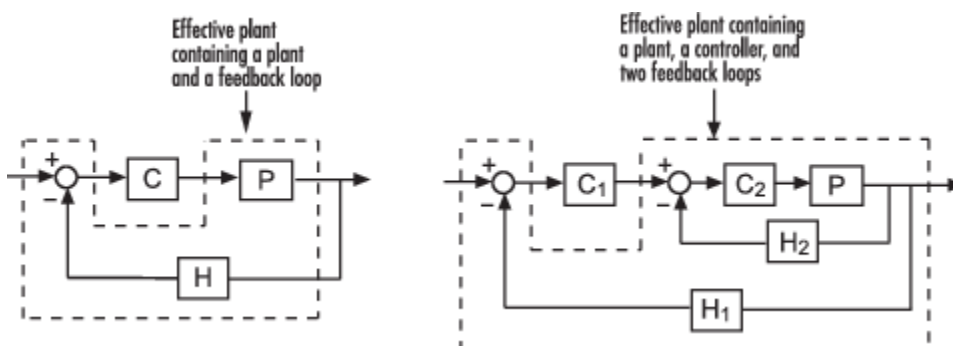 Effective plant
containing a plant
and a feedback loop
+
C
P
−
H
Effective plant containing
a plant, a controller, and
two feedback loops
+
C₁
+
C₂
P
−
−
H₂
H₁